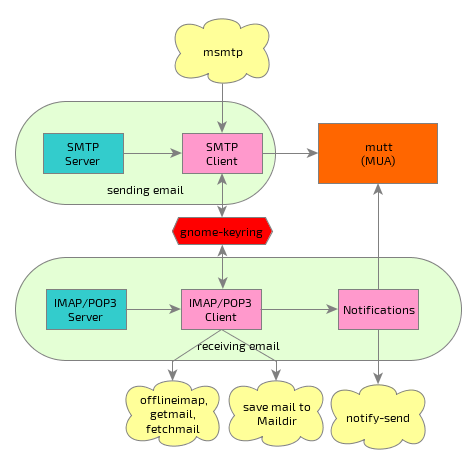 msmtp
SMTP
Server
SMTP
Client
mutt
(MUA)
sending email
gnome-keyring
IMAP/POP3
Server
IMAP/POP3
Client
Notifications
receiving email
offlineimap,
getmail,
fetchmail
save mail to
Maildir
notify-send